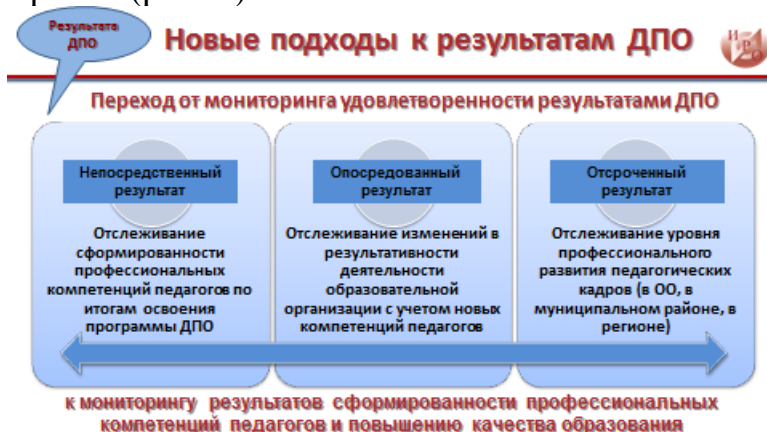 Результата
ДПО
Новые подходы к результатам ДПО
ИРО
Переход от мониторинга удовлетворенности результатами ДПО
Непосредственный
результат
Отслеживание
сформированности
профессиональных
компетенций педагогов по
итогам освоения
программы ДПО
Опосредованный
результат
Отслеживание изменений в
результативности
деятельности
образовательной
организации с учетом новых
компетенций педагогов
Отсроченный
результат
Отслеживание уровня
профессионального
развития педагогических
кадров (в ОО, в
муниципальном районе, в
регионе)
к мониторингу результатов сформированности профессиональных
компетенций педагогов и повышению качества образования